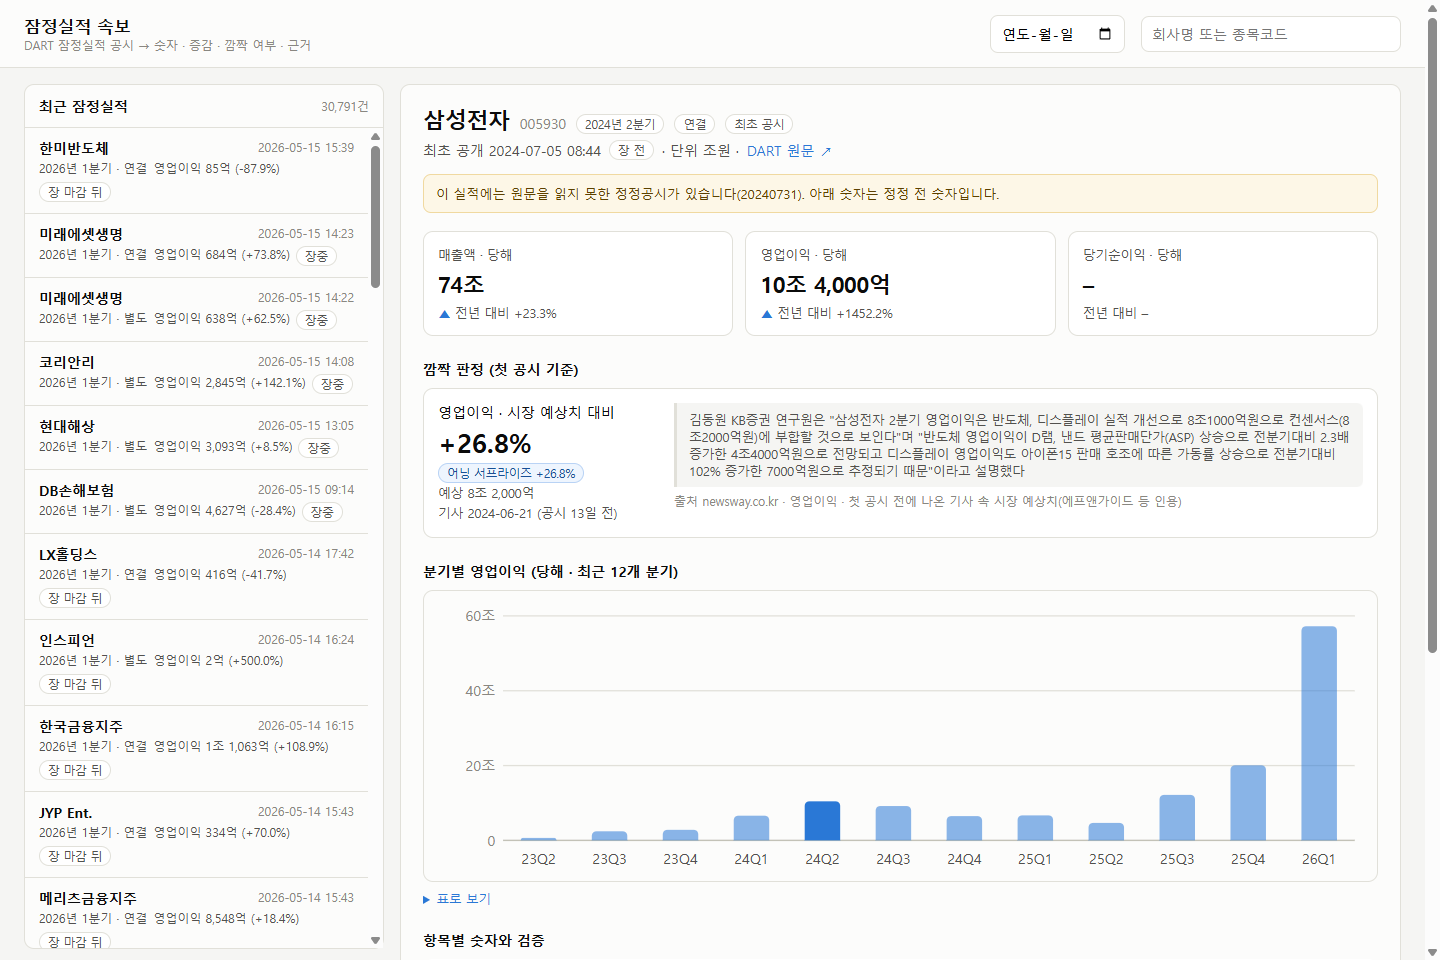 잠정실적 속보
DART 잠정실적 공시 → 숫자 · 증감 · 깜짝 여부 · 근거
연도-월-일
회사명 또는 종목코드
최근 잠정실적 30,791건
한미반도체 2026-05-15 15:39
2026년 1분기 · 연결 영업이익 85억 (-87.9%)
장 마감 뒤
미래에셋생명 2026-05-15 14:23
2026년 1분기 · 연결 영업이익 684억 (+73.8%) 장중
미래에셋생명 2026-05-15 14:22
2026년 1분기 · 별도 영업이익 638억 (+62.5%) 장중
코리안리 2026-05-15 14:08
2026년 1분기 · 별도 영업이익 2,845억 (+142.1%) 장중
현대해상 2026-05-15 13:05
2026년 1분기 · 별도 영업이익 3,093억 (+8.5%) 장중
DB손해보험 2026-05-15 09:14
2026년 1분기 · 별도 영업이익 4,627억 (-28.4%) 장중
LX홀딩스 2026-05-14 17:42
2026년 1분기 · 연결 영업이익 416억 (-41.7%)
장 마감 뒤
인스피언 2026-05-14 16:24
2026년 1분기 · 별도 영업이익 2억 (+500.0%)
장 마감 뒤
한국금융지주 2026-05-14 16:15
2026년 1분기 · 연결 영업이익 1조 1,063억 (+108.9%)
장 마감 뒤
JYP Ent. 2026-05-14 15:43
2026년 1분기 · 연결 영업이익 334억 (+70.0%)
장 마감 뒤
메리츠금융지주 2026-05-14 15:43
2026년 1분기 · 연결 영업이익 8,548억 (+18.4%)
장 마감 뒤
삼성전자 005930 2024년 2분기 연결 최초 공시
최초 공개 2024-07-05 08:44 장 전 · 단위 조원 · DART 원문 ↗
이 실적에는 원문을 읽지 못한 정정공시가 있습니다(20240731). 아래 숫자는 정정 전 숫자입니다.
매출액 · 당해
74조
▲ 전년 대비 +23.3%
영업이익 · 당해
10조 4,000억
▲ 전년 대비 +1452.2%
당기순이익 · 당해
–
전년 대비 –
깜짝 판정 (첫 공시 기준)
영업이익 · 시장 예상치 대비
+26.8%
어닝 서프라이즈 +26.8%
예상 8조 2,000억
기사 2024-06-21 (공시 13일 전)
김동원 KB증권 연구원은 "삼성전자 2분기 영업이익은 반도체, 디스플레이 실적 개선으로 8조1000억원으로 컨센서스(8
조2000억원)에 부합할 것으로 보인다"며 "반도체 영업이익이 D램, 낸드 평균판매단가(ASP) 상승으로 전분기대비 2.3배
증가한 4조4000억원으로 전망되고 디스플레이 영업이익도 아이폰15 판매 호조에 따른 가동률 상승으로 전분기대비
102% 증가한 7000억원으로 추정되기 때문"이라고 설명했다
출처 newsway.co.kr · 영업이익 · 첫 공시 전에 나온 기사 속 시장 예상치(에프앤가이드 등 인용)
분기별 영업이익 (당해 · 최근 12개 분기)
60조
40조
20조
0
23Q2 23Q3 23Q4 24Q1 24Q2 24Q3 24Q4 25Q1 25Q2 25Q3 25Q4 26Q1
▶ 표로 보기
항목별 숫자와 검증